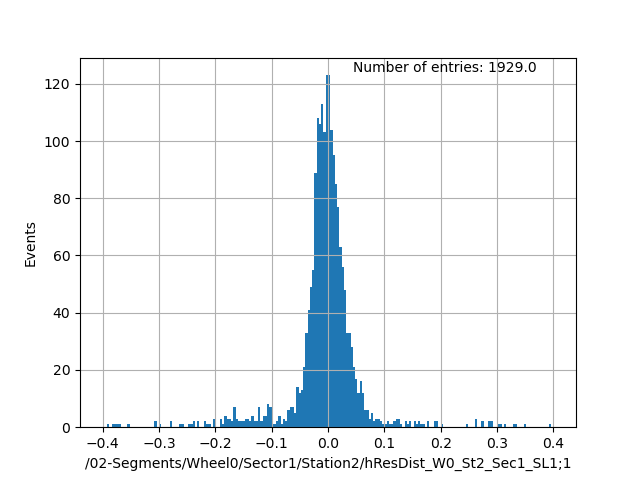 Number of entries: 1929.0
120
100
80
60
40
20
0
Events
−0.4 −0.3 −0.2 −0.1 0.0 0.1 0.2 0.3 0.4
/02-Segments/Wheel0/Sector1/Station2/hResDist_W0_St2_Sec1_SL1;1